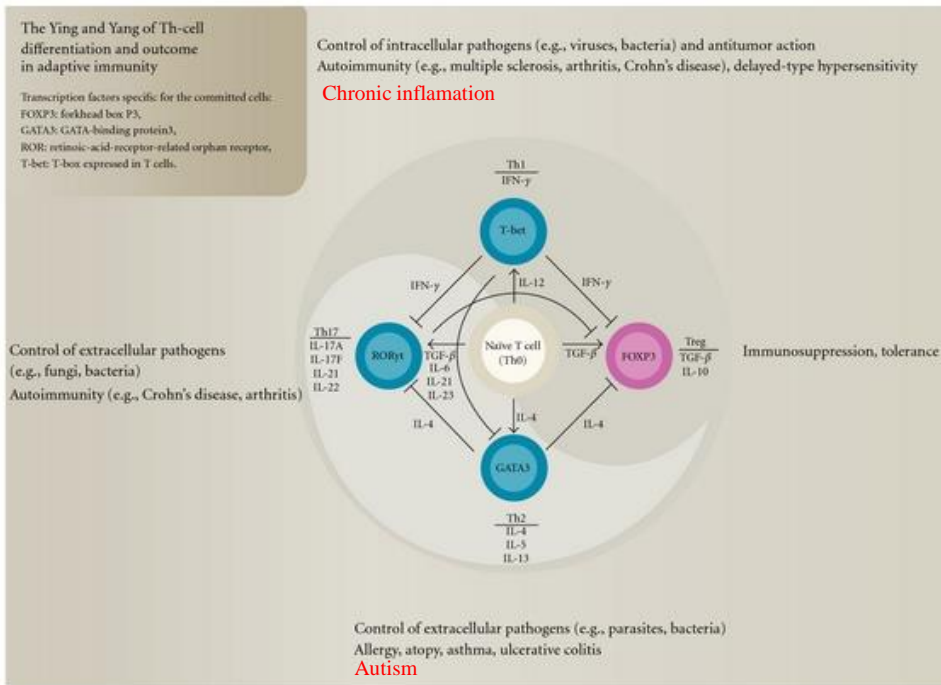 The Ying and Yang of Th-cell
differentiation and outcome
in adaptive immunity
Transcription factors specific for the committed cells:
FOXP3: forkhead box P3,
GATA3: GATA-binding protein3,
ROR: retinoic-acid-receptor-related orphan receptor,
T-bet: T-box expressed in T cells.
Control of intracellular pathogens (e.g., viruses, bacteria) and antitumor action
Autoimmunity (e.g., multiple sclerosis, arthritis, Crohn's disease), delayed-type hypersensitivity
Chronic inflamation
Th1
IFN-γ
T-bet
IFN-γ
IL-12
IFN-γ
Th17
IL-17A
IL-17F
IL-21
IL-22
RORγt
TGF-β
IL-6
IL-21
IL-23
Naïve T cell
(Th0)
TGF-β
FOXP3
Treg
TGF-β
IL-10
Control of extracellular pathogens
(e.g., fungi, bacteria)
Autoimmunity (e.g., Crohn's disease, arthritis)
Immunosuppression, tolerance
IL-4
IL-4
IL-4
GATA3
Th2
IL-4
IL-5
IL-13
Control of extracellular pathogens (e.g., parasites, bacteria)
Allergy, atopy, asthma, ulcerative colitis
Autism